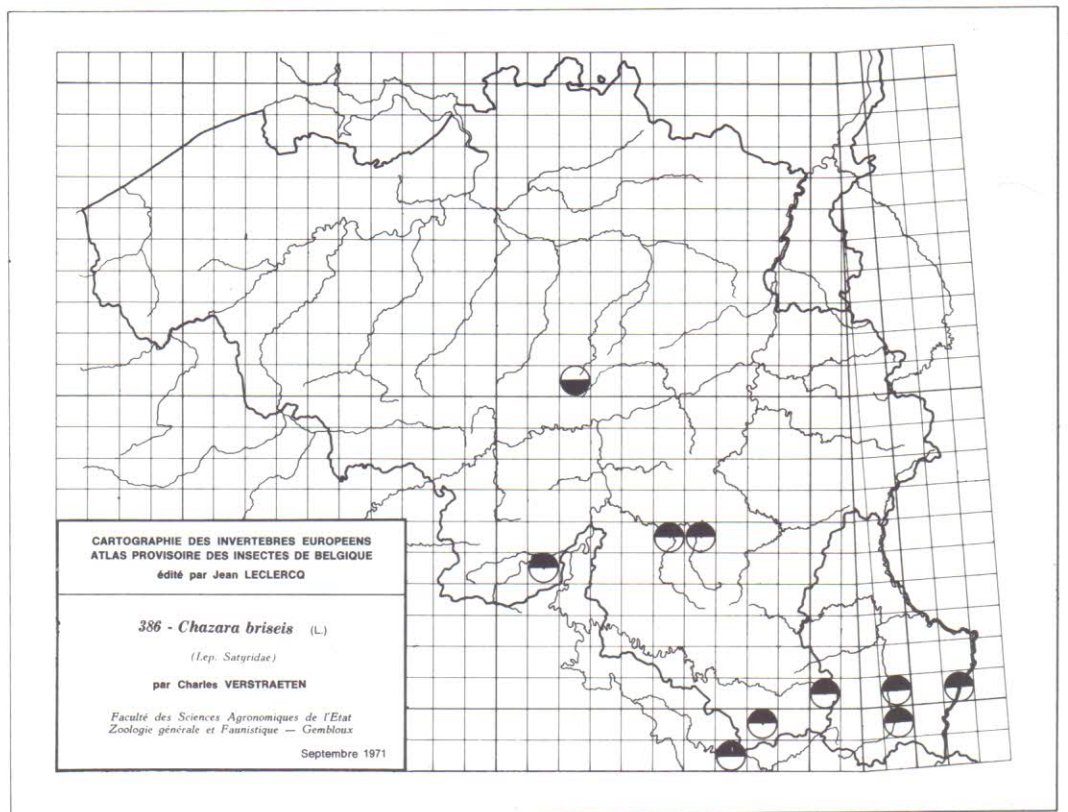 CARTOGRAPHIE DES INVERTEBRES EUROPEENS
ATLAS PROVISOIRE DES INSECTES DE BELGIQUE
édité par Jean LECLERCQ
386 - Chazara briseis (L.)
(Lep. Satyridae)
par Charles VERSTRAETEN
Faculté des Sciences Agronomiques de l'Etat
Zoologie générale et Faunistique — Gembloux
Septembre 1971